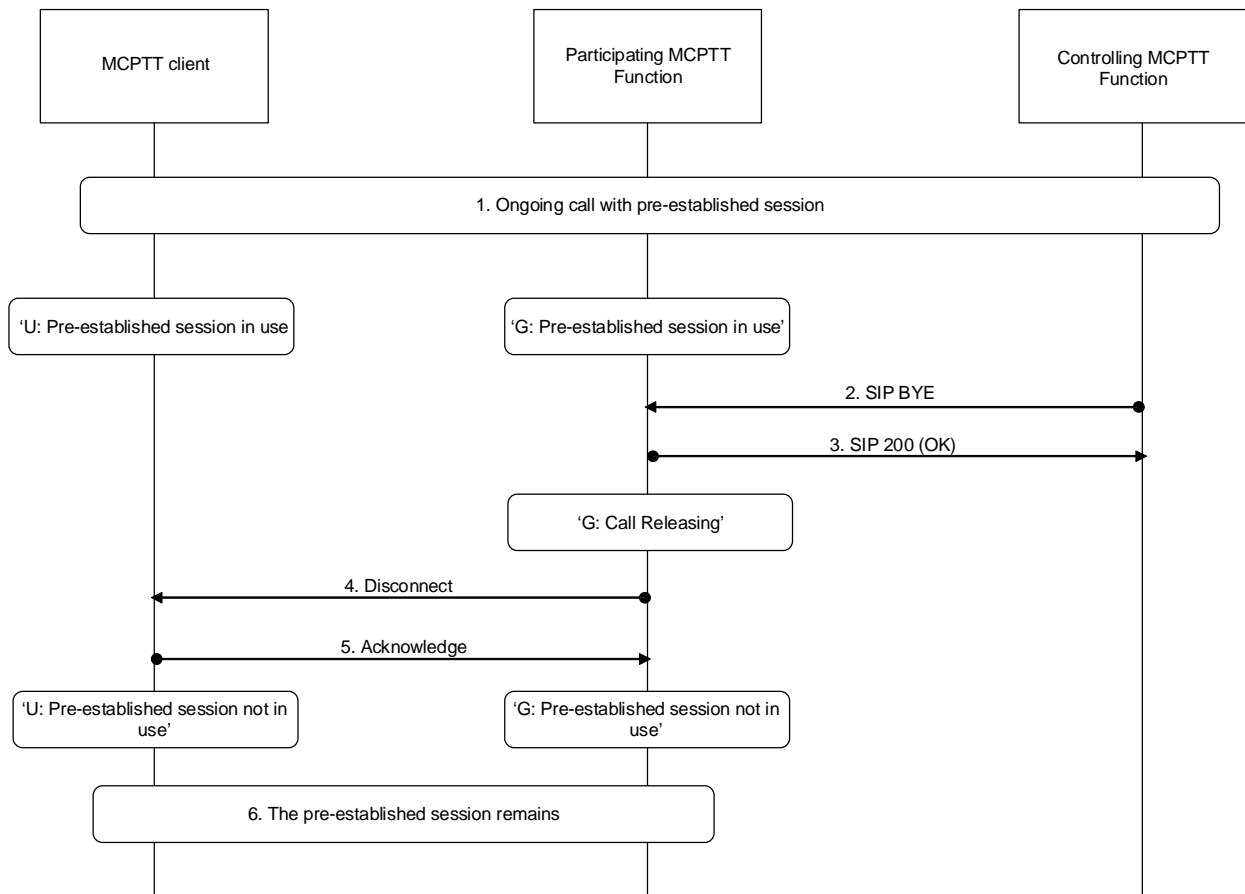 MCPTT client
Participating MCPTT
Function
Controlling MCPTT
Function
1. Ongoing call with pre-established session
‘U: Pre-established session in use
‘G: Pre-established session in use’
2. SIP BYE
3. SIP 200 (OK)
‘G: Call Releasing’
4. Disconnect
5. Acknowledge
‘U: Pre-established session not in
use’
‘G: Pre-established session not in
use’
6. The pre-established session remains